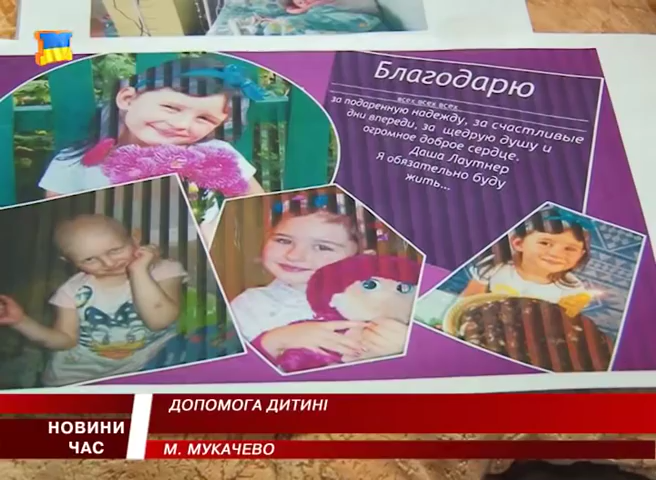 Благодарю
всех всех всех
за подаренную надежду, за счастливые
дни впереди, за щедрую душу и
огромное доброе сердце.
Даша Лаутнер
Я обязательно буду
жить...
ДОПОМОГА ДИТИНІ
НОВИНИ
ЧАС
М. МУКАЧЕВО